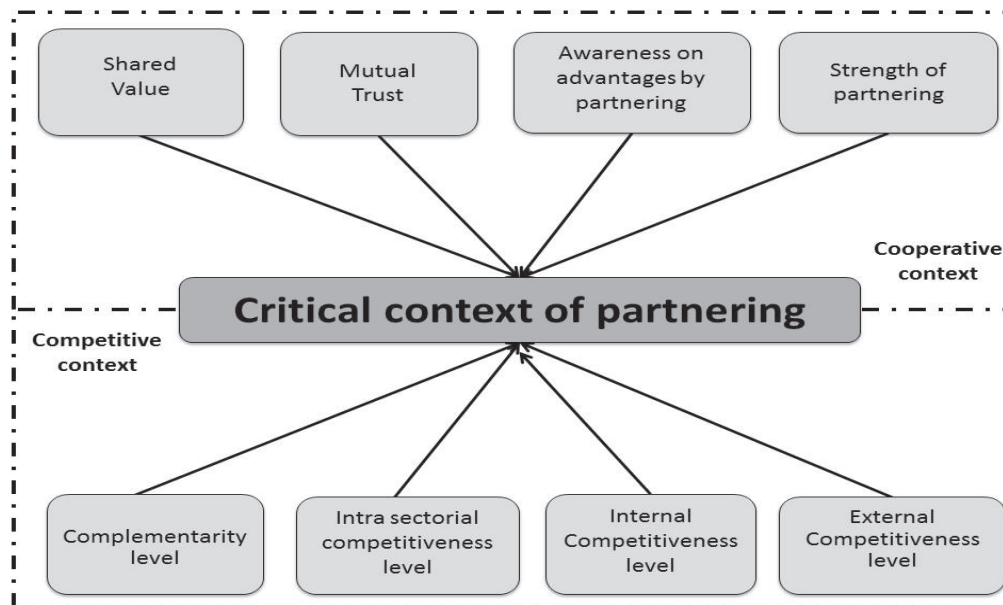 Shared
Value
Mutual
Trust
Awareness on
advantages by
partnering
Strength of
partnering
Cooperative
context
Critical context of partnering
Competitive
context
Complementarity
level
Intra sectorial
competitiveness
level
Internal
Competitiveness
level
External
Competitiveness
level